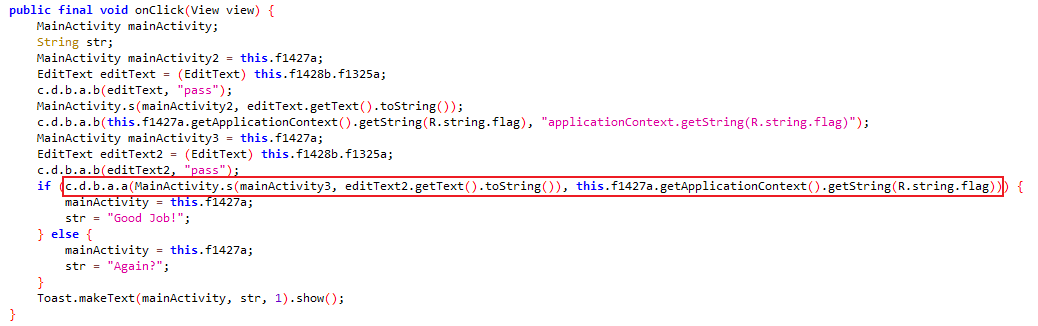 public final void onClick(View view) {
    MainActivity mainActivity;
    String str;
    MainActivity mainActivity2 = this.f1427a;
    EditText editText = (EditText) this.f1428b.f1325a;
    c.d.b.a.b(editText, "pass");
    MainActivity.s(mainActivity2, editText.getText().toString());
    c.d.b.a.b(this.f1427a.getApplicationContext().getString(R.string.flag), "applicationContext.getString(R.string.flag)");
    MainActivity mainActivity3 = this.f1427a;
    EditText editText2 = (EditText) this.f1428b.f1325a;
    c.d.b.a.b(editText2, "pass");
    if (c.d.b.a.a(MainActivity.s(mainActivity3, editText2.getText().toString()), this.f1427a.getApplicationContext().getString(R.string.flag))) {
        mainActivity = this.f1427a;
        str = "Good Job!";
    } else {
        mainActivity = this.f1427a;
        str = "Again?";
    }
    Toast.makeText(mainActivity, str, 1).show();
}